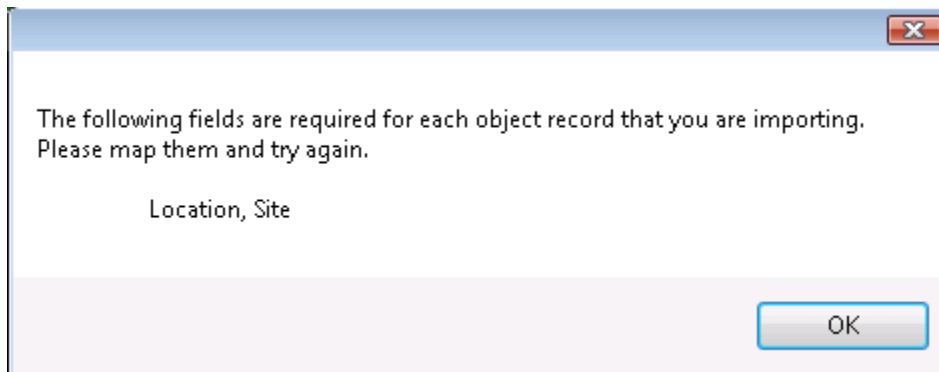 The following fields are required for each object record that you are importing.
Please map them and try again.
Location, Site
OK